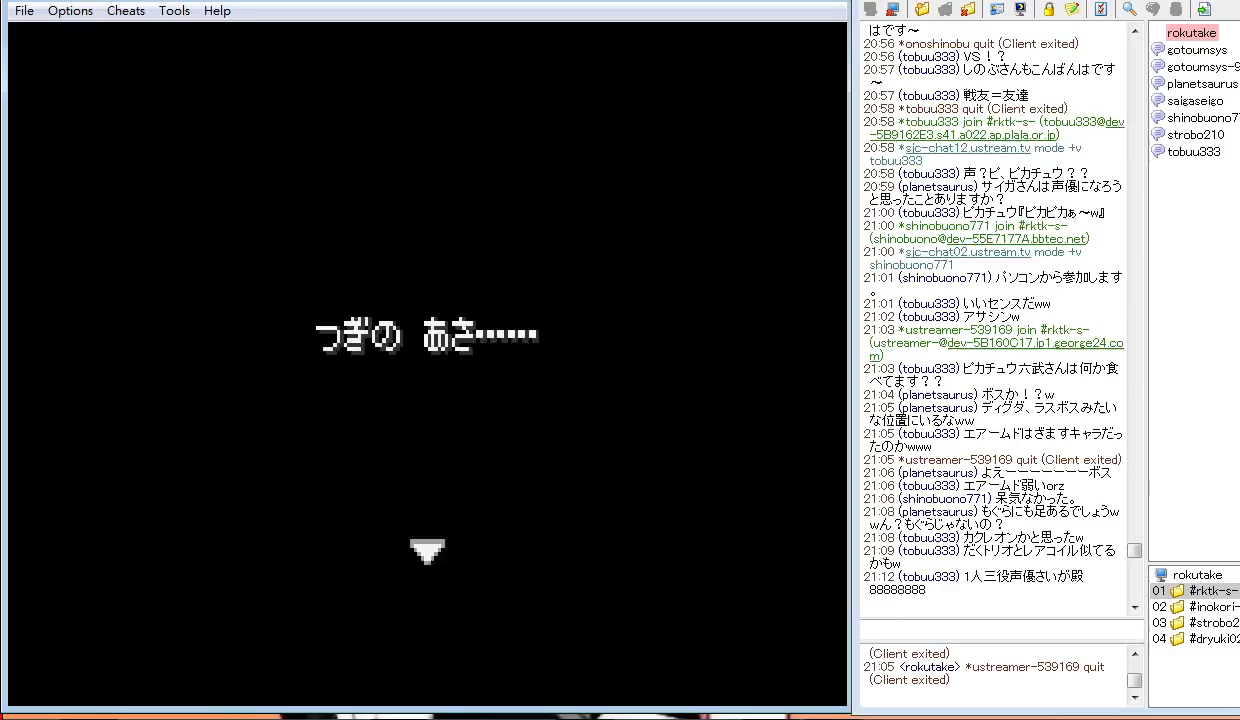 File Options Cheats Tools Help
つぎの あさ……
はです～
20:56 *onoshinobu quit (Client exited)
20:56 (tobuu333) VS！？
20:57 (tobuu333) しのぶさんもこんばんはです
～
20:57 (tobuu333) 戦友＝友達
20:58 *tobuu333 quit (Client exited)
20:58 *tobuu333 join #rktk-s- (tobuu333@dev
-5B9162E3.s41.a022.ap.plala.or.jp)
20:58 *sjc-chat12.ustream.tv mode +v
tobuu333
20:58 (tobuu333) 声？ピ、ピカチュウ？？
20:59 (planetsaurus) サイガさんは声優になろう
と思ったことありますか？
21:00 (tobuu333) ピカチュウ『ピカピカぁ～w』
21:00 *shinobuono771 join #rktk-s-
(shinobuono@dev-55E7177A.bbtec.net)
21:00 *sjc-chat02.ustream.tv mode +v
shinobuono771
21:01 (shinobuono771) パソコンから参加します
。
21:01 (tobuu333) いいセンスだww
21:02 (tobuu333) アサシンw
21:03 *ustreamer-539169 join #rktk-s-
(ustreamer-@dev-5B160C17.ip1.george24.co
m)
21:03 (tobuu333) ピカチュウ六武さんは何か食
べてます？？
21:04 (planetsaurus) ボスか！？w
21:05 (planetsaurus) ディグダ、ラスボスみたい
な位置にいるなww
21:05 (tobuu333) エアームドはぎますキャラだっ
たのかwww
21:05 *ustreamer-539169 quit (Client exited)
21:06 (planetsaurus) よえーーーーーーーボス
21:06 (tobuu333) エアームド弱いorz
21:06 (shinobuono771) 呆気なかった。
21:08 (planetsaurus) もぐらにも足あるでしょうw
wん？もぐらじゃないの？
21:08 (tobuu333) カクレオンかと思ったw
21:09 (tobuu333) だくトリオとレアコイル似てる
かもw
21:12 (tobuu333) 1人三役声優さいが殿
88888888
(Client exited)
21:05 <rokutake> *ustreamer-539169 quit
(Client exited)
rokutake
gotoumsys
gotoumsys-9
planetsaurus
saigaseigo
shinobuono77
strobo210
tobuu333
rokutake
01 #rktk-s-
02 #inokori-
03 #strobo2
04 #dryuki02